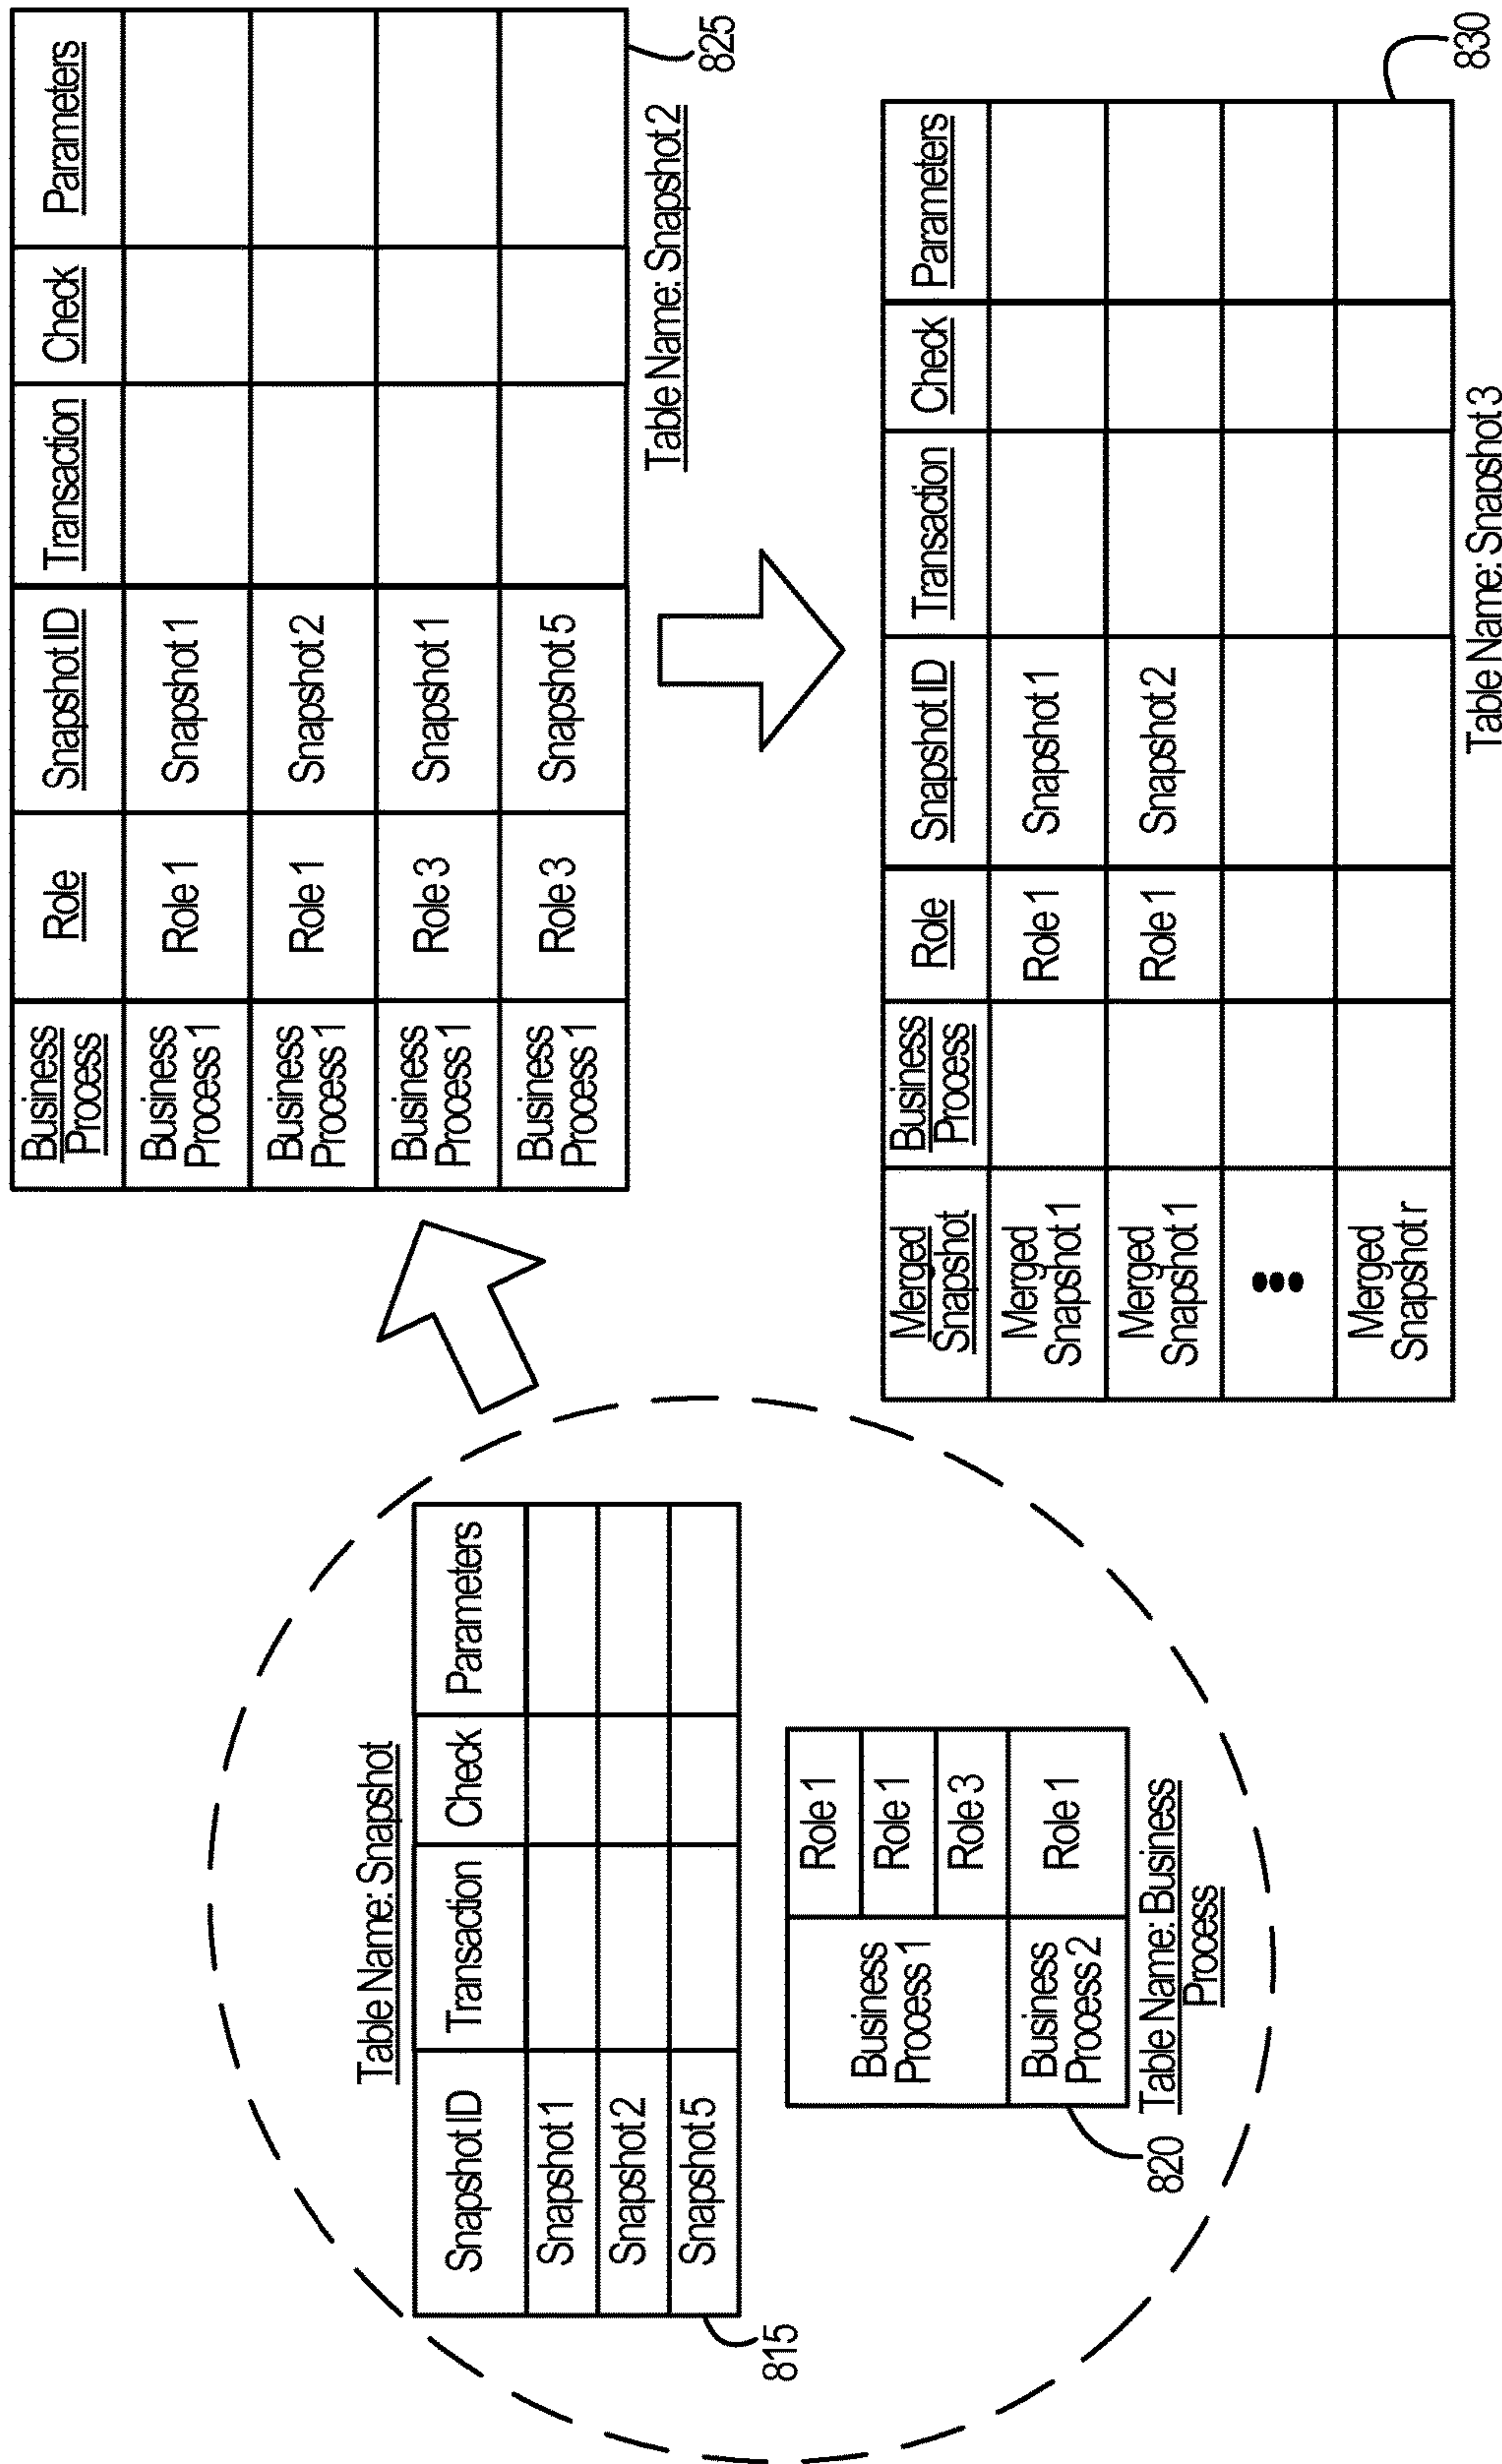 Table Name: Snapshot
Snapshot ID Transaction Check Parameters
Snapshot 1
Snapshot 2
Snapshot 5
815
Business
Process 1
Role 1
Role 1
Role 3
Business
Process 2
Role 1
820
Table Name: Business
Process
Business
Process
Role Snapshot ID Transaction Check Parameters
Business
Process 1
Role 1 Snapshot 1
Business
Process 1
Role 1 Snapshot 2
Business
Process 1
Role 3 Snapshot 1
Business
Process 1
Role 3 Snapshot 5
825
Table Name: Snapshot 2
Merged
Snapshot
Business
Process
Role Snapshot ID Transaction Check Parameters
Merged
Snapshot 1
Role 1 Snapshot 1
Merged
Snapshot 1
Role 1 Snapshot 2
Merged
Snapshot r
830
Table Name: Snapshot 3